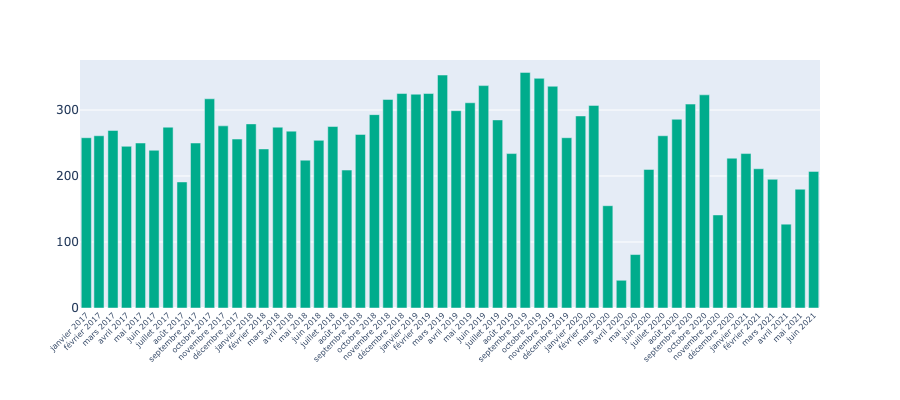 300
200
100
0
janvier 2017
février 2017
mars 2017
avril 2017
mai 2017
juin 2017
juillet 2017
août 2017
septembre 2017
octobre 2017
novembre 2017
décembre 2017
janvier 2018
février 2018
mars 2018
avril 2018
mai 2018
juin 2018
juillet 2018
août 2018
septembre 2018
octobre 2018
novembre 2018
décembre 2018
janvier 2019
février 2019
mars 2019
avril 2019
mai 2019
juin 2019
juillet 2019
août 2019
septembre 2019
octobre 2019
novembre 2019
décembre 2019
janvier 2020
février 2020
mars 2020
avril 2020
mai 2020
juin 2020
juillet 2020
août 2020
septembre 2020
octobre 2020
novembre 2020
décembre 2020
janvier 2021
février 2021
mars 2021
avril 2021
mai 2021
juin 2021